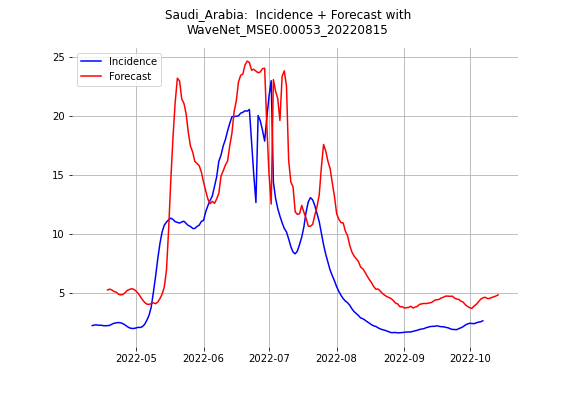 Saudi_Arabia:  Incidence + Forecast with
WaveNet_MSE0.00053_20220815
Incidence
Forecast
25
20
15
10
5
2022-05 2022-06 2022-07 2022-08 2022-09 2022-10